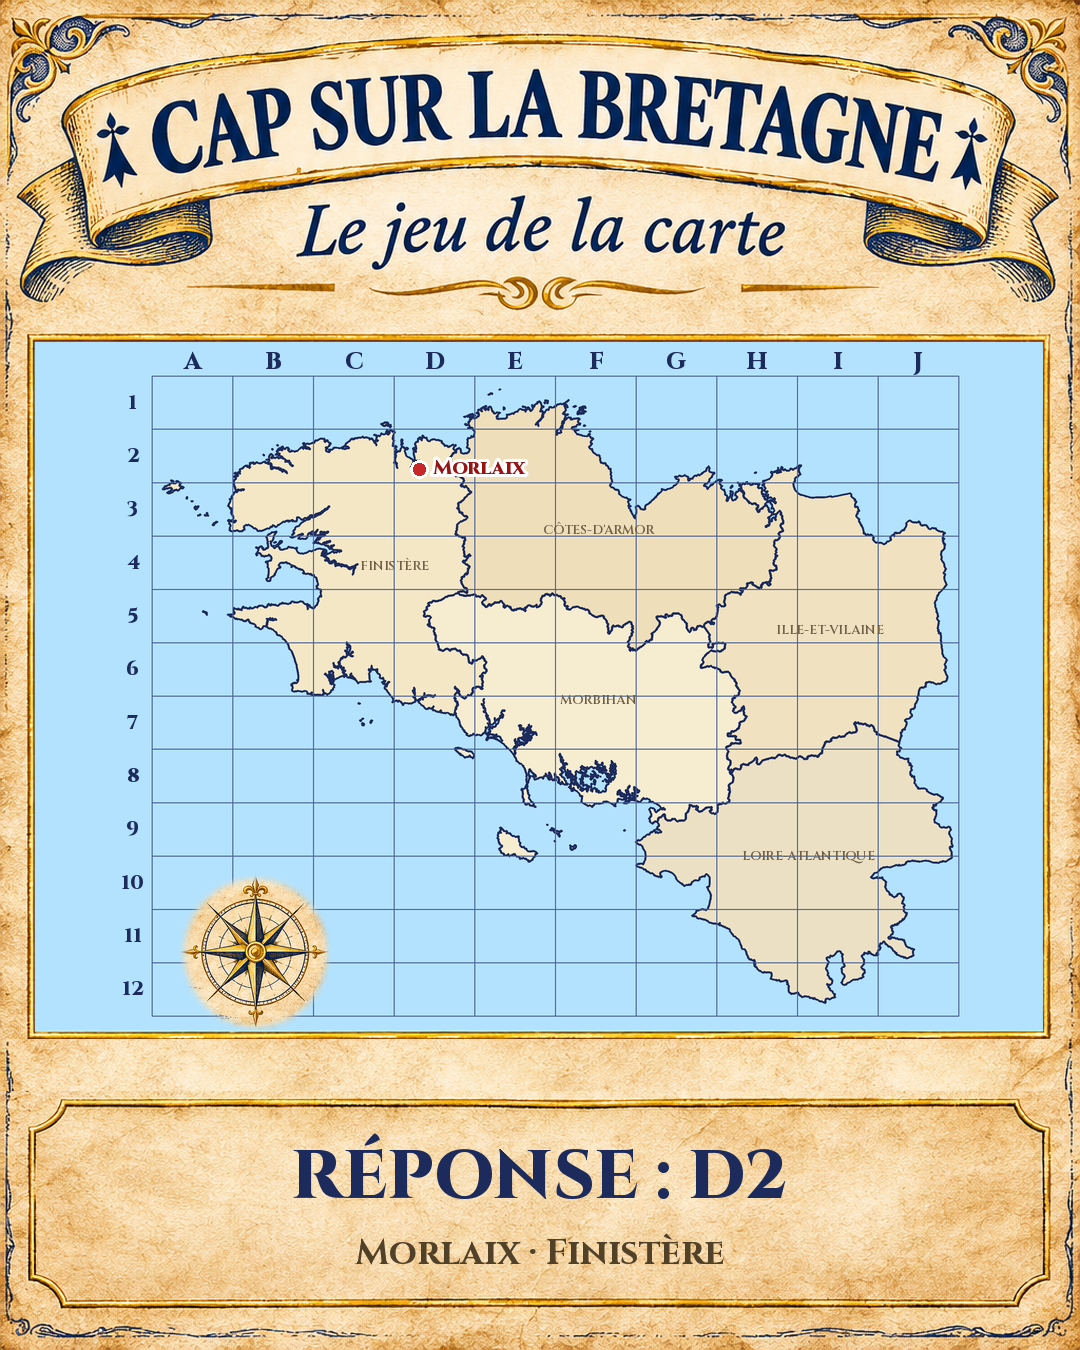 CAP SUR LA BRETAGNE
Le jeu de la carte
A B C D E F G H I J
1
2
MORLAIX
3
CÔTES-D'ARMOR
4
FINISTÈRE
5
ILLE-ET-VILAINE
6
MORBIHAN
7
8
9
LOIRE-ATLANTIQUE
10
11
12
RÉPONSE : D2
MORLAIX · FINISTÈRE